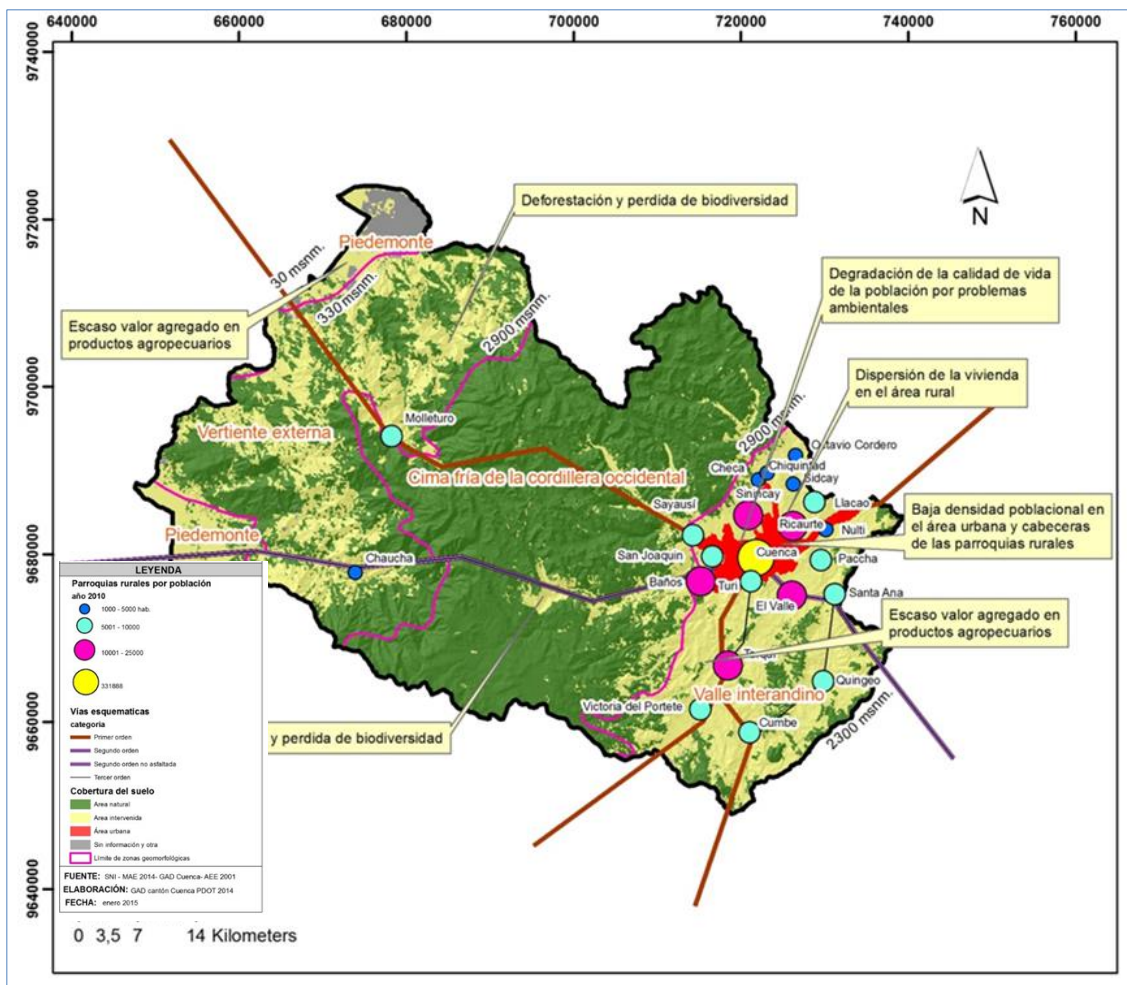 640000
660000
680000
700000
720000
740000
760000
9740000
9720000
9700000
9680000
9660000
9640000
N
Deforestación y perdida de biodiversidad
Piedemonte
30 msnm.
330 msnm.
2900 msnm.
Degradación de la calidad de vida
de la población por problemas
ambientales
Escaso valor agregado en
productos agropecuarios
Dispersión de la vivienda
en el área rural
Molleturo
Vertiente externa
2900 msnm.
Octavio Cordero
Checa
Chiquintad
Sidcay
Cima fría de la cordillera occidental
Sinincay
Llacao
Sayausí
Ricaurte
Nulti
Baja densidad poblacional en
el área urbana y cabeceras
de las parroquias rurales
Piedemonte
San Joaquin
Cuenca
Paccha
Chaucha
Baños
Turi
El Valle
Santa Ana
Escaso valor agregado en
productos agropecuarios
Tarqui
Valle interandino
Quingeo
Victoria del Portete
Cumbe
2300 msnm.
y perdida de biodiversidad
LEYENDA
Parroquias rurales por población
año 2010
1000 - 5000 hab.
5001 - 10000
10001 - 25000
331888
Vías esquematicas
categoria
Primer orden
Segundo orden
Segundo orden no asfaltada
Tercer orden
Cobertura del suelo
Area natural
Area intervenida
Área urbana
Sin información y otra
Límite de zonas geomorfológicas
FUENTE: SNI - MAE 2014- GAD Cuenca- AEE 2001
ELABORACIÓN: GAD cantón Cuenca PDOT 2014
FECHA: enero 2015
0 3,5 7 14 Kilometers